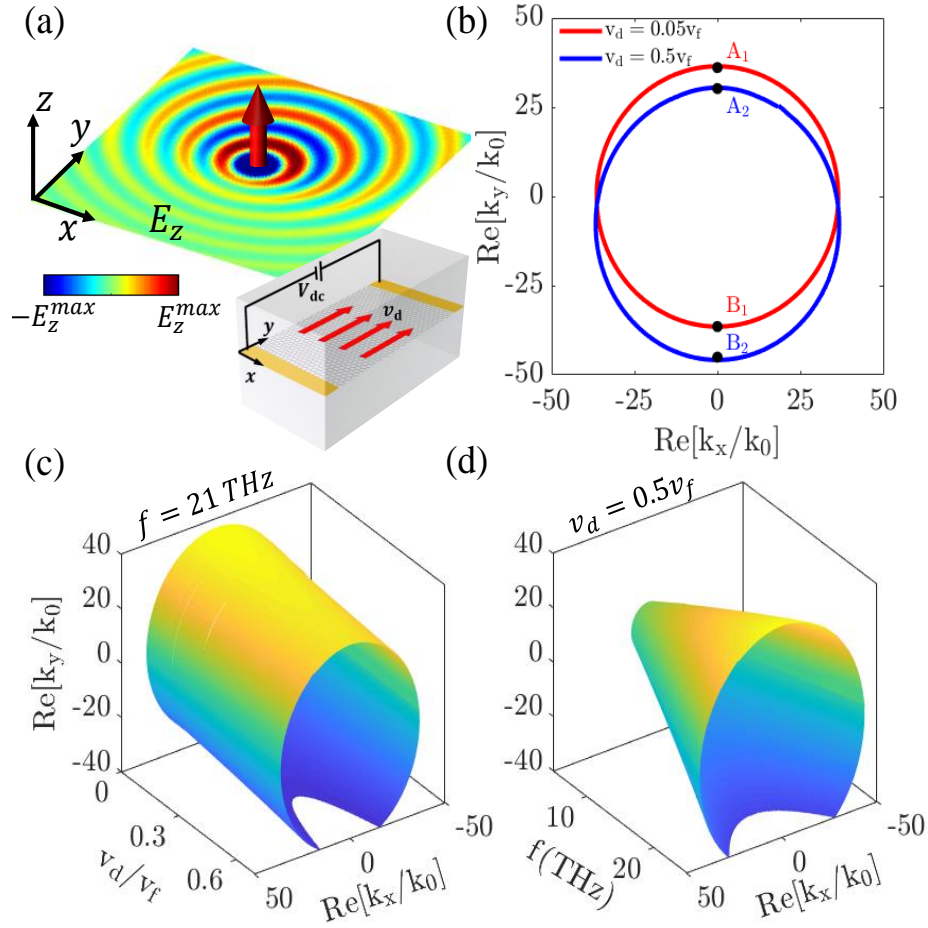 (a)
z
y
x
E_z
-E_z^max
E_z^max
V_dc
v_d
y
x
(b)
v_d = 0.05v_f
v_d = 0.5v_f
A_1
A_2
B_1
B_2
50
25
0
-25
-50
-50
-25
0
25
50
Re[k_y/k_0]
Re[k_x/k_0]
(c)
f = 21 THz
40
20
0
-20
-40
Re[k_y/k_0]
0
0.3
0.6
v_d/v_f
50
0
-50
Re[k_x/k_0]
(d)
v_d = 0.5v_f
40
20
0
-20
-40
Re[k_y/k_0]
10
20
f(THz)
50
0
-50
Re[k_x/k_0]